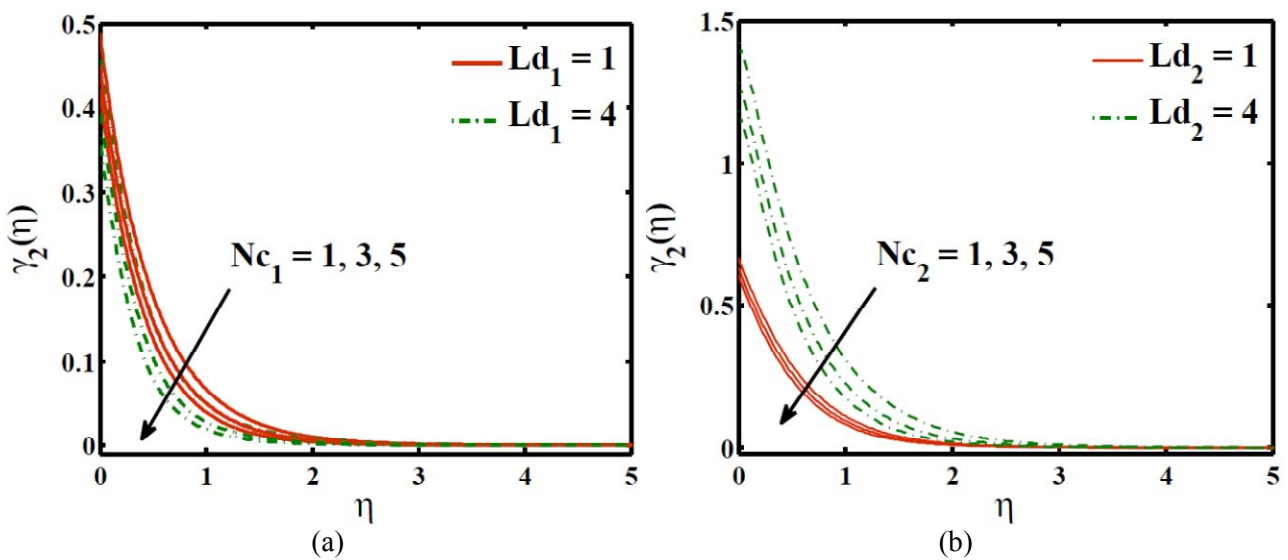 0.5
0.4
0.3
0.2
0.1
0
γ₂(η)
Ld₁ = 1
Ld₁ = 4
Nc₁ = 1, 3, 5
0 1 2 3 4 5
η
(a)
1.5
1
0.5
0
γ₂(η)
Ld₂ = 1
Ld₂ = 4
Nc₂ = 1, 3, 5
0 1 2 3 4 5
η
(b)